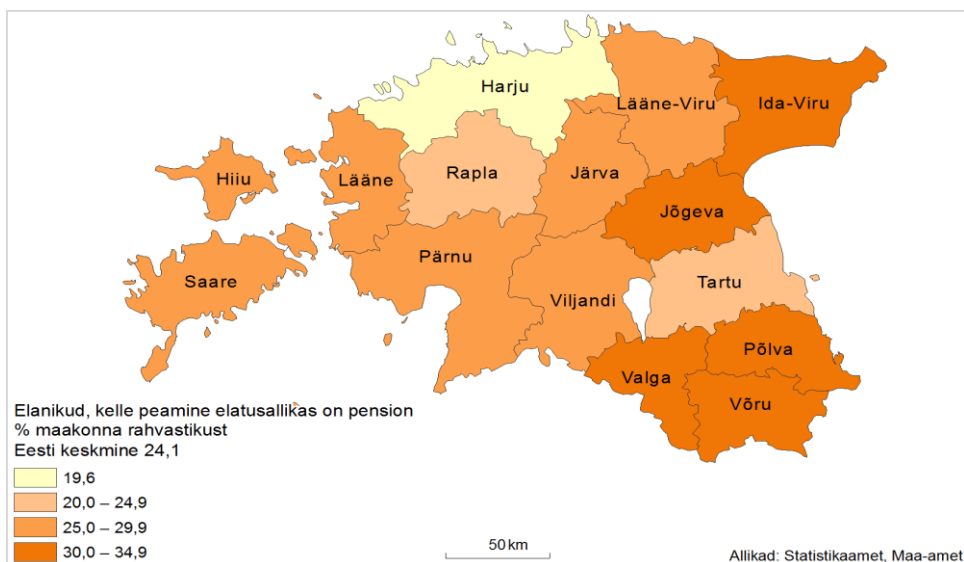 Harju
Lääne-Viru
Ida-Viru
Hiiu
Lääne
Rapla
Järva
Jõgeva
Pärnu
Saare
Viljandi
Tartu
Põlva
Valga
Võru
Elanikud, kelle peamine elatusallikas on pension
% maakonna rahvastikust
Eesti keskmine 24,1
19,6
20,0 – 24,9
25,0 – 29,9
30,0 – 34,9
50 km
Allikad: Statistikaamet, Maa-amet